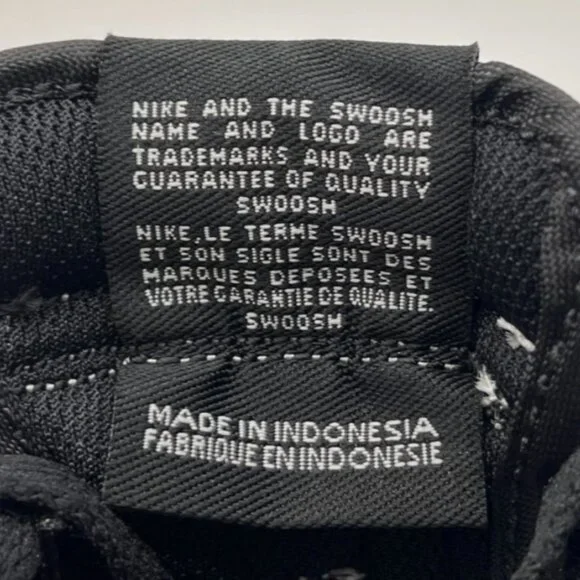 NIKE AND THE SWOOSH
NAME AND LOGO ARE
TRADEMARKS AND YOUR
GUARANTEE OF QUALITY
SWOOSH
NIKE, LE TERME SWOOSH
ET SON SIGLE SONT DES
MARQUES DEPOSEES ET
VOTRE GARANTIE DE QUALITE.
SWOOSH
MADE IN INDONESIA
FABRIQUE EN INDONESIE